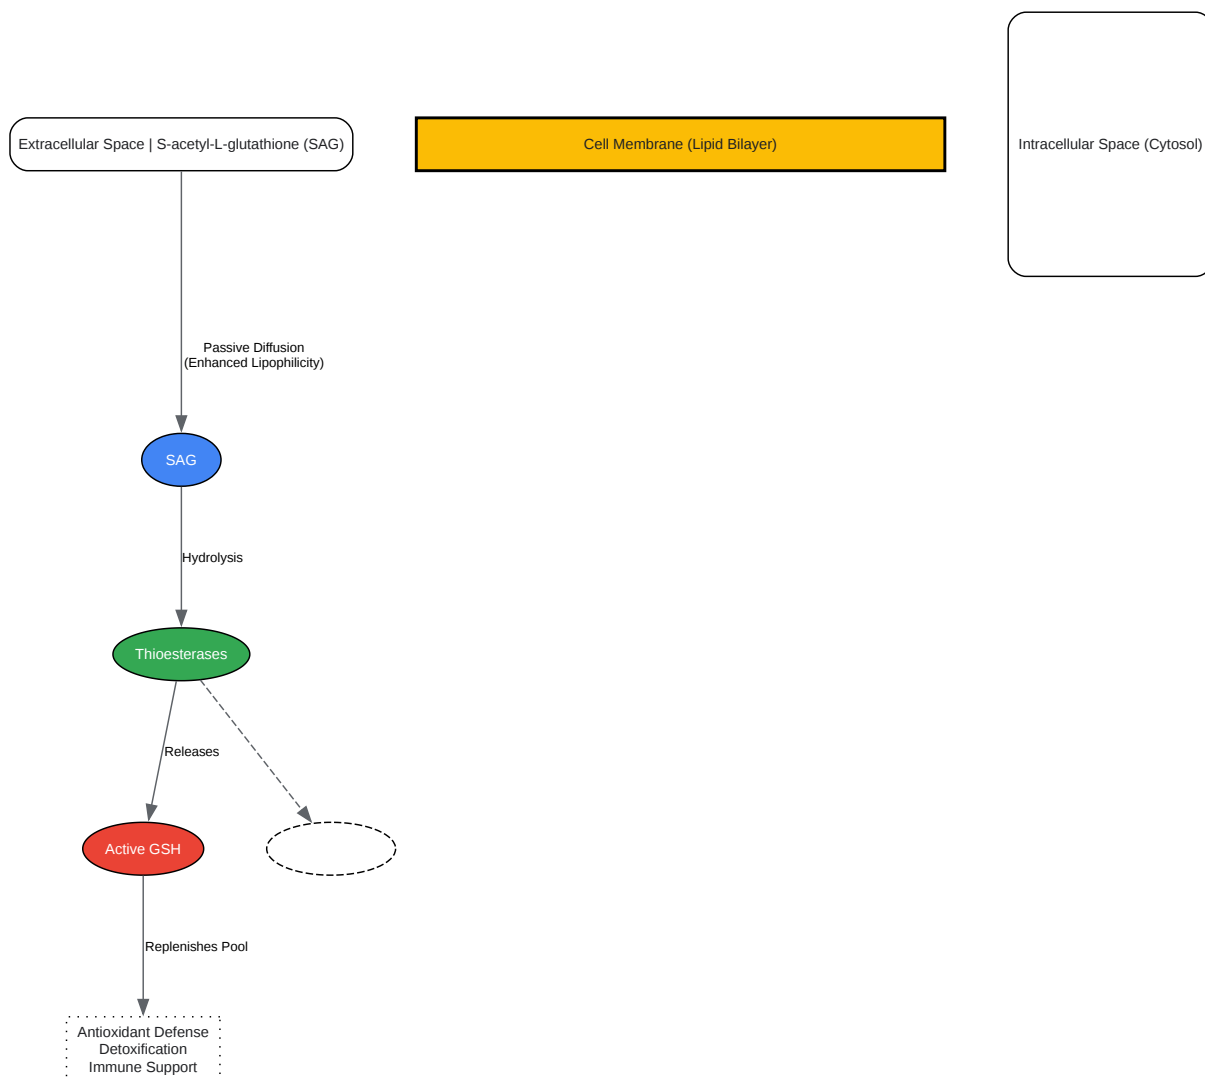 Extracellular Space | S-acetyl-L-glutathione (SAG)
Cell Membrane (Lipid Bilayer)
Intracellular Space (Cytosol)
Passive Diffusion
(Enhanced Lipophilicity)
SAG
Hydrolysis
Thioesterases
Releases
Active GSH
Replenishes Pool
Antioxidant Defense
Detoxification
Immune Support